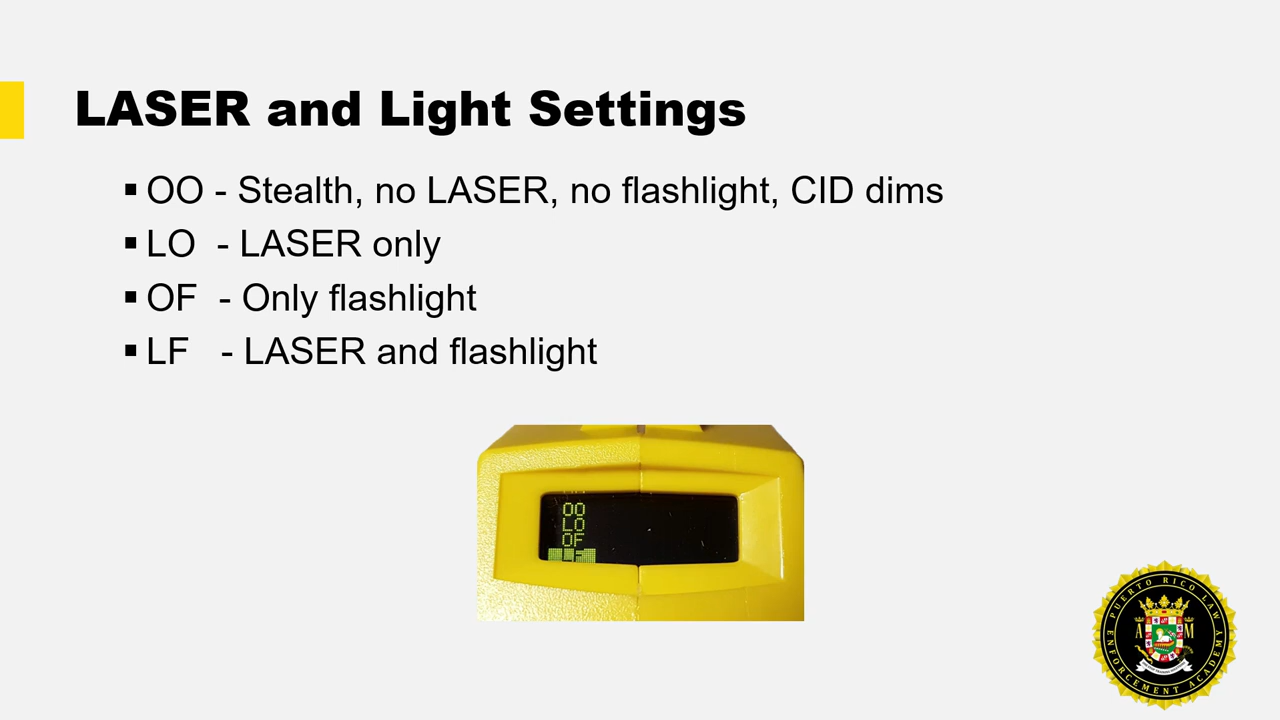 LASER and Light Settings
▪ OO - Stealth, no LASER, no flashlight, CID dims
▪ LO - LASER only
▪ OF - Only flashlight
▪ LF - LASER and flashlight
OO
LO
OF
LF
PUERTO RICO LAW
A M
ENFORCEMENT ACADEMY